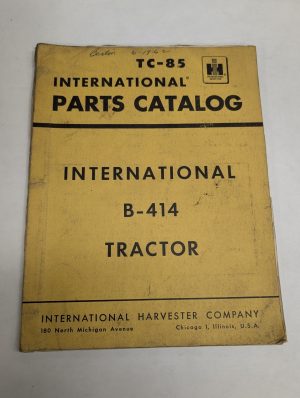 TC-85
INTERNATIONAL®
PARTS CATALOG
INTERNATIONAL
B-414
TRACTOR
INTERNATIONAL HARVESTER COMPANY
180 North Michigan Avenue Chicago 1, Illinois, U.S.A.